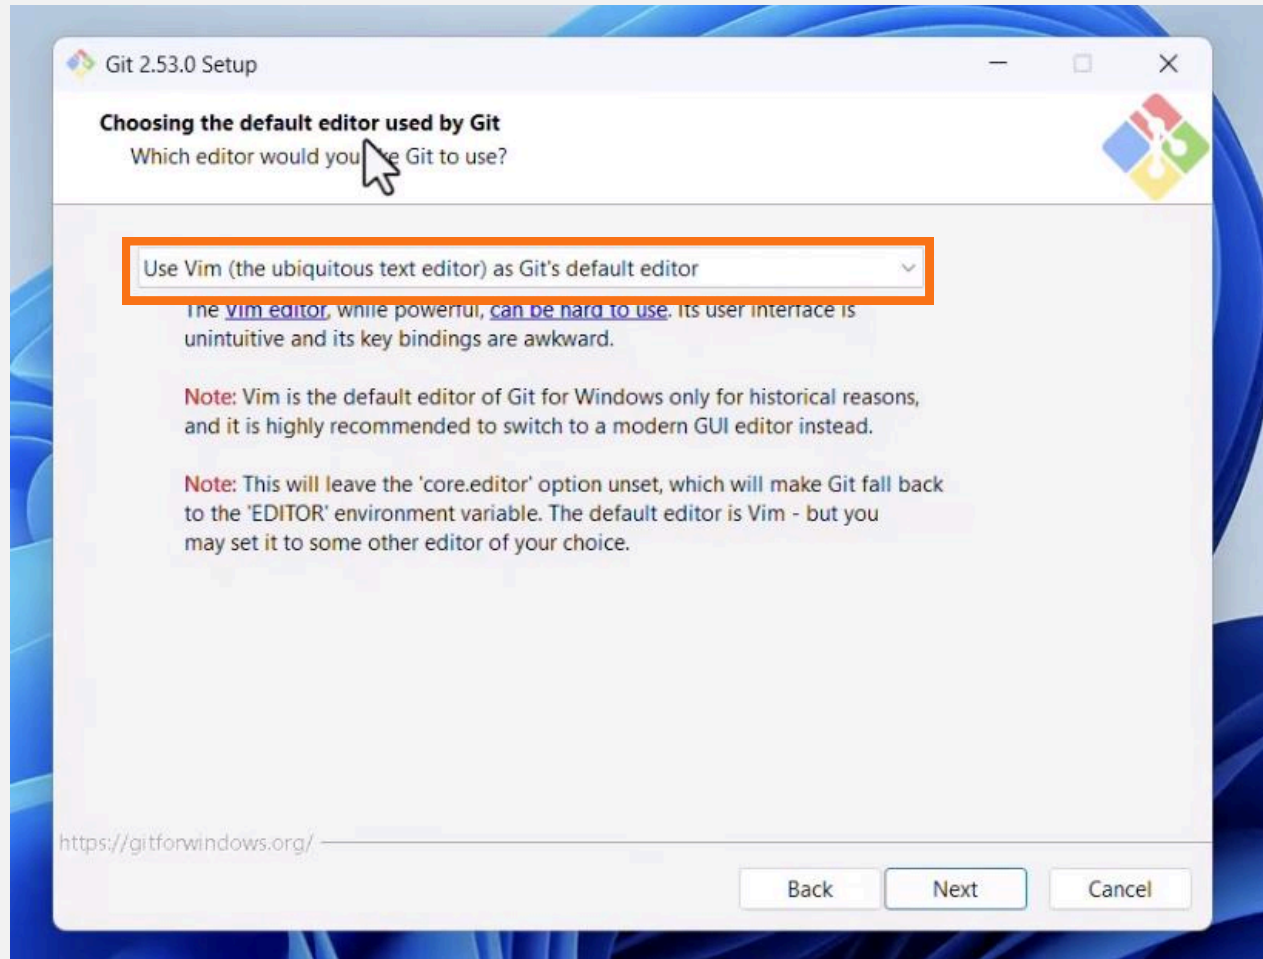 Git 2.53.0 Setup
Choosing the default editor used by Git
Which editor would you Git to use?
Use Vim (the ubiquitous text editor) as Git's default editor
The Vim editor, while powerful, can be hard to use. Its user interface is
unintuitive and its key bindings are awkward.
Note: Vim is the default editor of Git for Windows only for historical reasons,
and it is highly recommended to switch to a modern GUI editor instead.
Note: This will leave the 'core.editor' option unset, which will make Git fall back
to the 'EDITOR' environment variable. The default editor is Vim - but you
may set it to some other editor of your choice.
https://gitforwindows.org/
Back Next Cancel